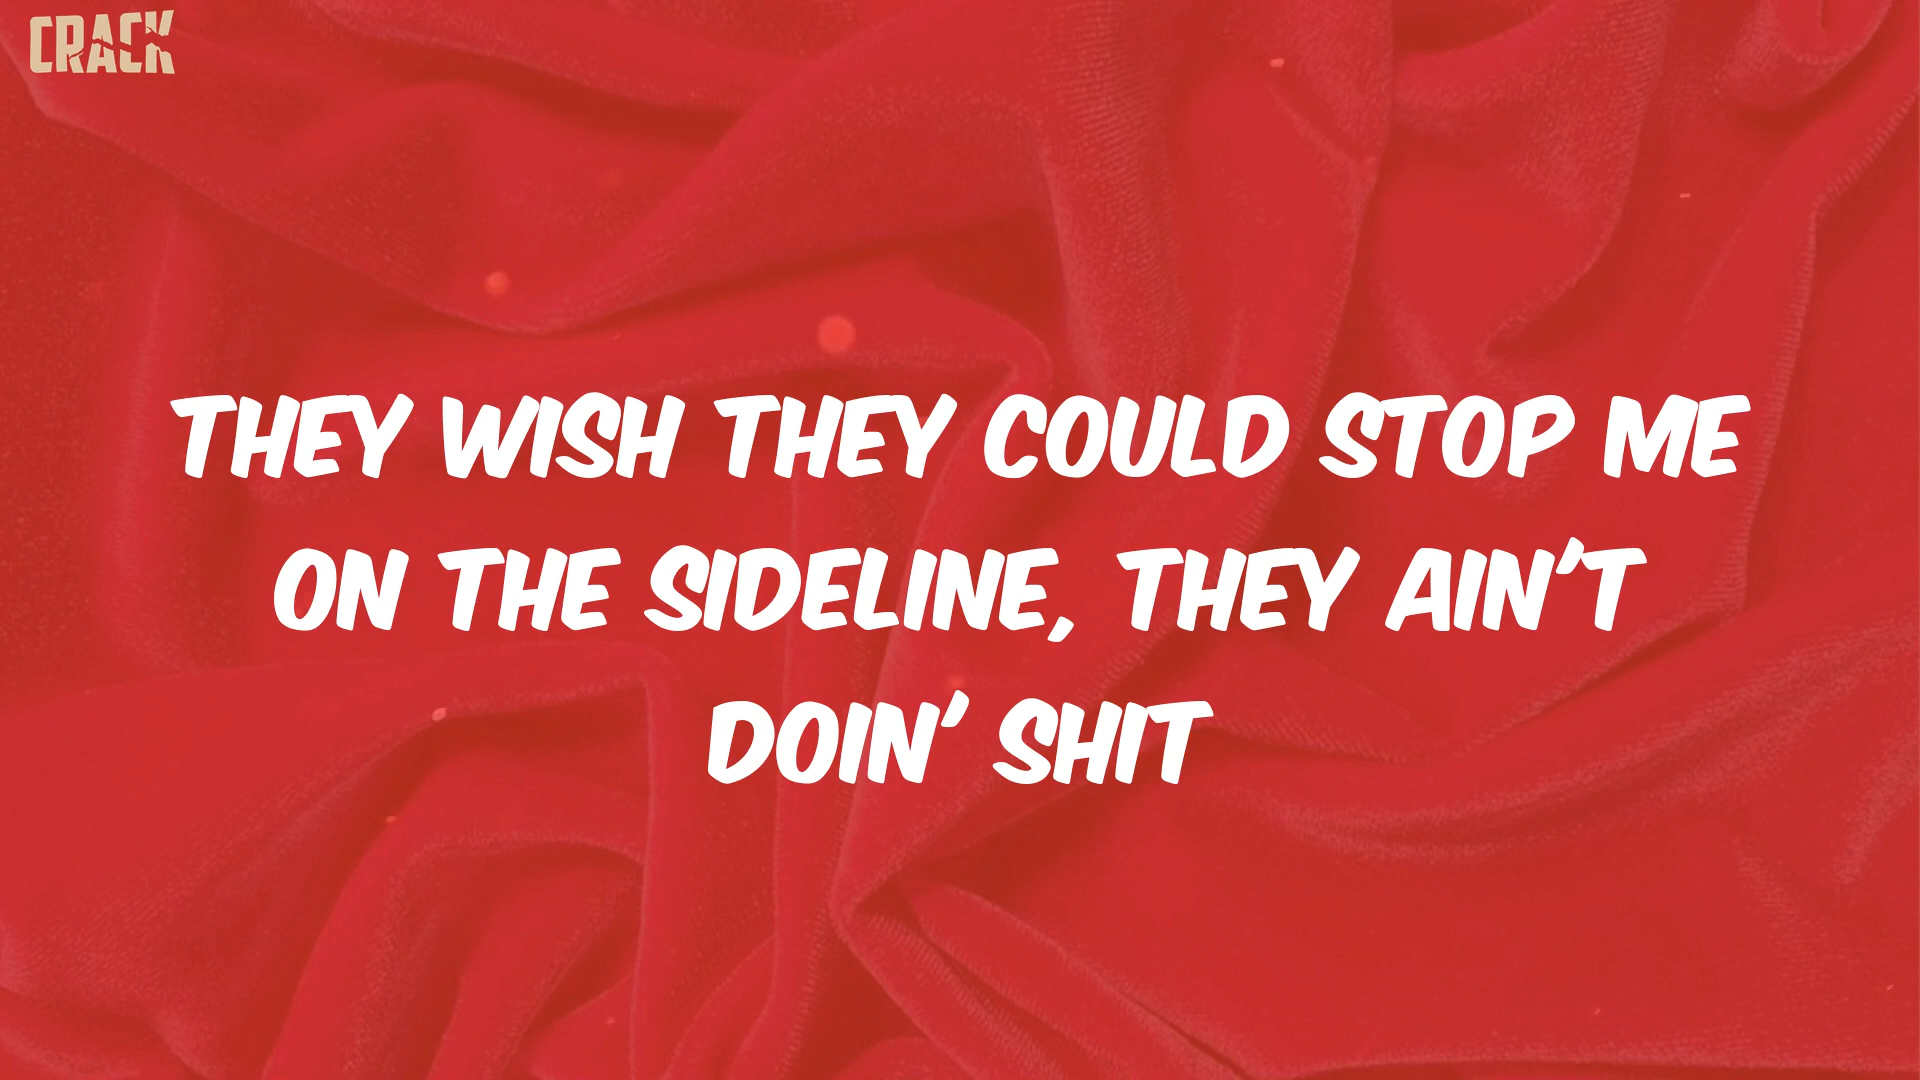 CRACK
THEY WISH THEY COULD STOP ME
ON THE SIDELINE, THEY AIN'T
DOIN' SHIT